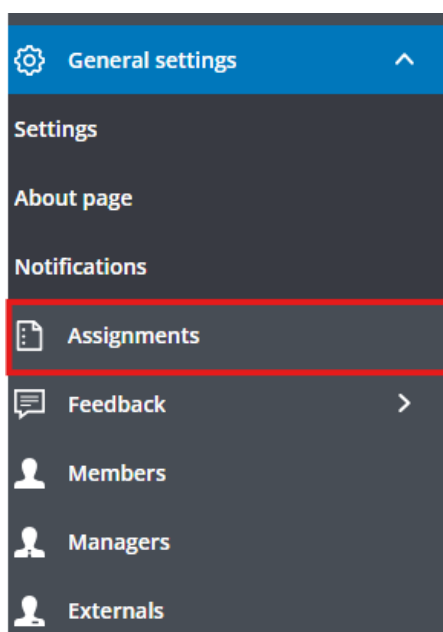 General settings
Settings
About page
Notifications
Assignments
Feedback
Members
Managers
Externals